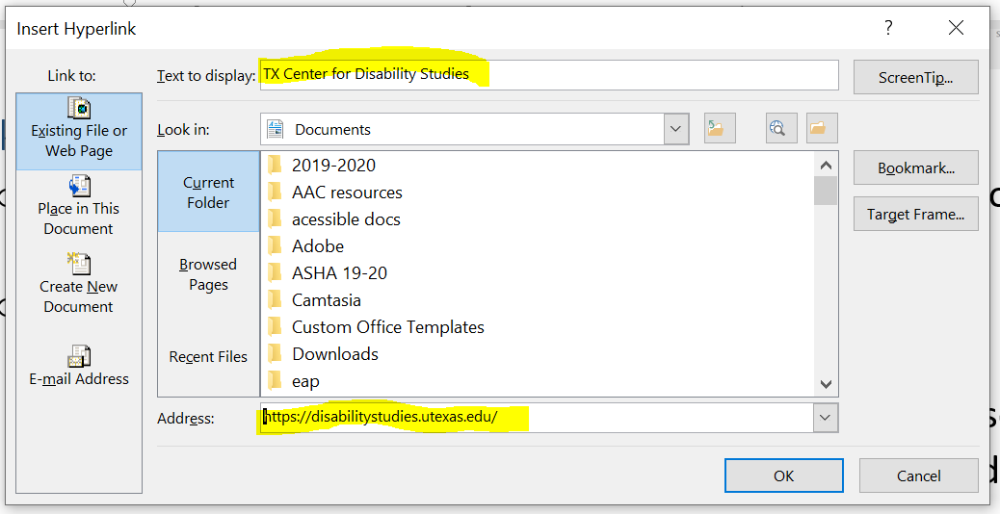 Insert Hyperlink
?
Link to:
Text to display:
TX Center for Disability Studies
ScreenTip...
Existing File or
Web Page
Look in:
Documents
Place in This
Document
Create New
Document
E-mail Address
Current
Folder
Browsed
Pages
Recent Files
2019-2020
AAC resources
acessible docs
Adobe
ASHA 19-20
Camtasia
Custom Office Templates
Downloads
eap
Bookmark...
Target Frame...
Address:
https://disabilitystudies.utexas.edu/
OK
Cancel